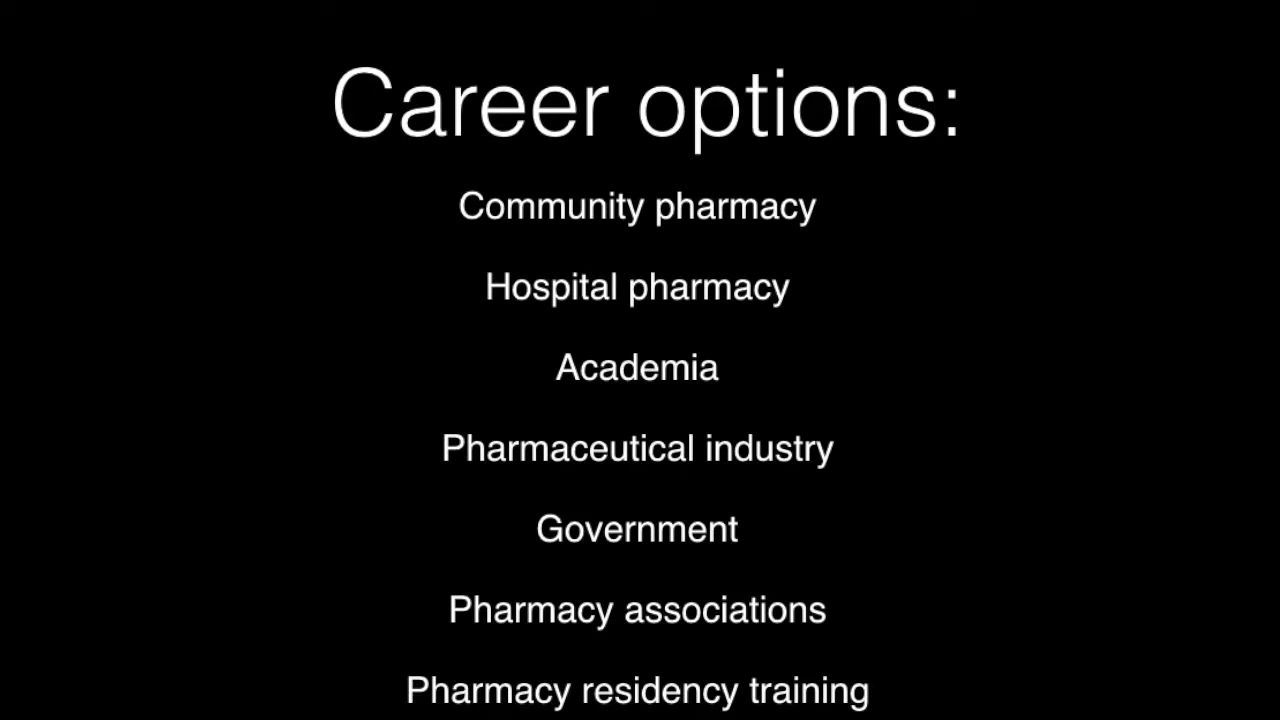 Career options:
Community pharmacy
Hospital pharmacy
Academia
Pharmaceutical industry
Government
Pharmacy associations
Pharmacy residency training